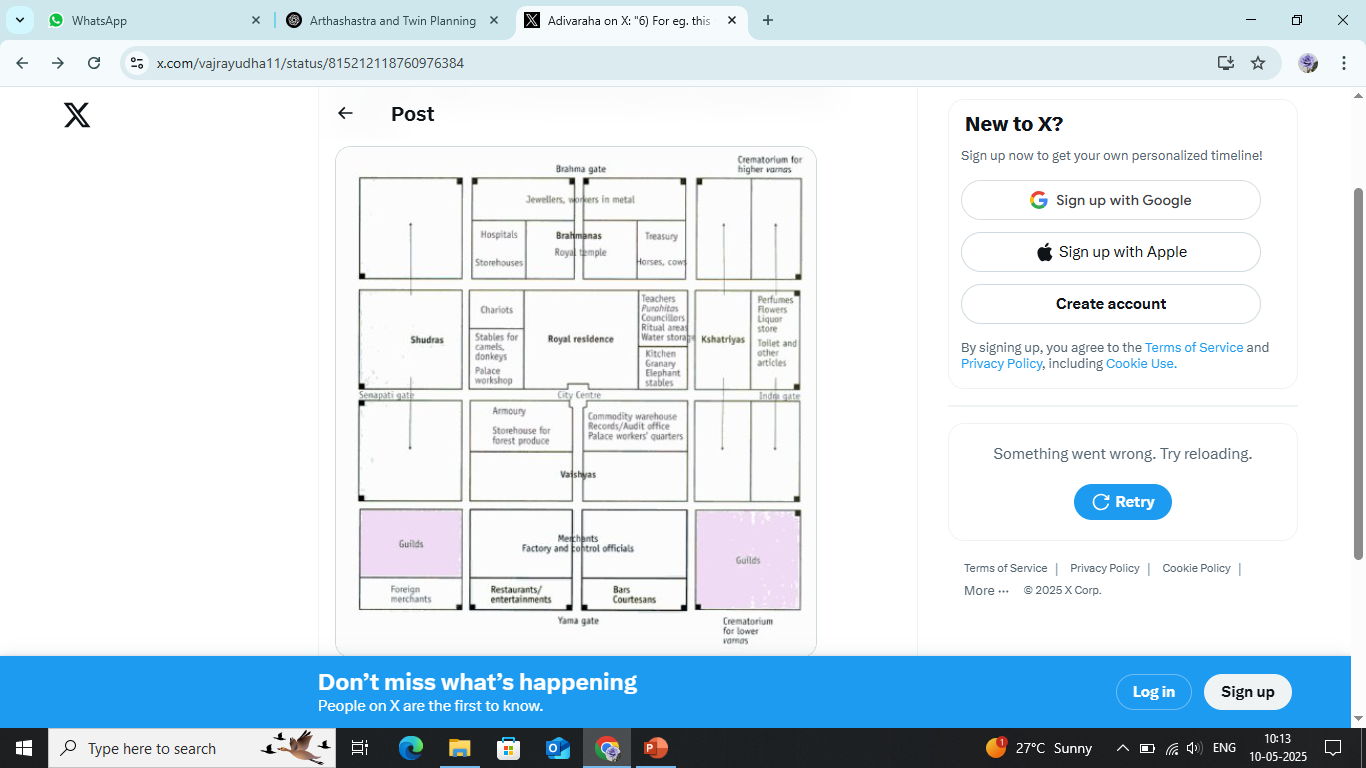 WhatsApp
Arthashastra and Twin Planning
Adivaraha on X: "6) For eg. this
x.com/vajrayudha11/status/815212118760976384
Post
Brahma gate
Crematorium for
higher varnas
Jewellers, workers in metal
Hospitals
Storehouses
Brahmanas
Royal temple
Treasury
Horses, cows
Shudras
Chariots
Stables for
camels,
donkeys
Palace
workshop
Royal residence
Teachers
Purohitas
Councillors
Ritual areas
Water storage
Kitchen
Granary
Elephant
stables
Kshatriyas
Perfumes
Flowers
Liquor
store
Toilet and
other
articles
Senapati gate
City Centre
Indra gate
Armoury
Storehouse for
forest produce
Commodity warehouse
Records/Audit office
Palace workers' quarters
Vaishyas
Guilds
Merchants
Factory and control officials
Guilds
Foreign
merchants
Restaurants/
entertainments
Bars
Courtesans
Yama gate
Crematorium
for lower
varnas
New to X?
Sign up now to get your own personalized timeline!
Sign up with Google
Sign up with Apple
Create account
By signing up, you agree to the Terms of Service and
Privacy Policy, including Cookie Use.
Something went wrong. Try reloading.
Retry
Terms of Service | Privacy Policy | Cookie Policy |
More ··· © 2025 X Corp.
Don’t miss what’s happening
People on X are the first to know.
Log in
Sign up
Type here to search
1
27°C Sunny
ENG
10:13
10-05-2025